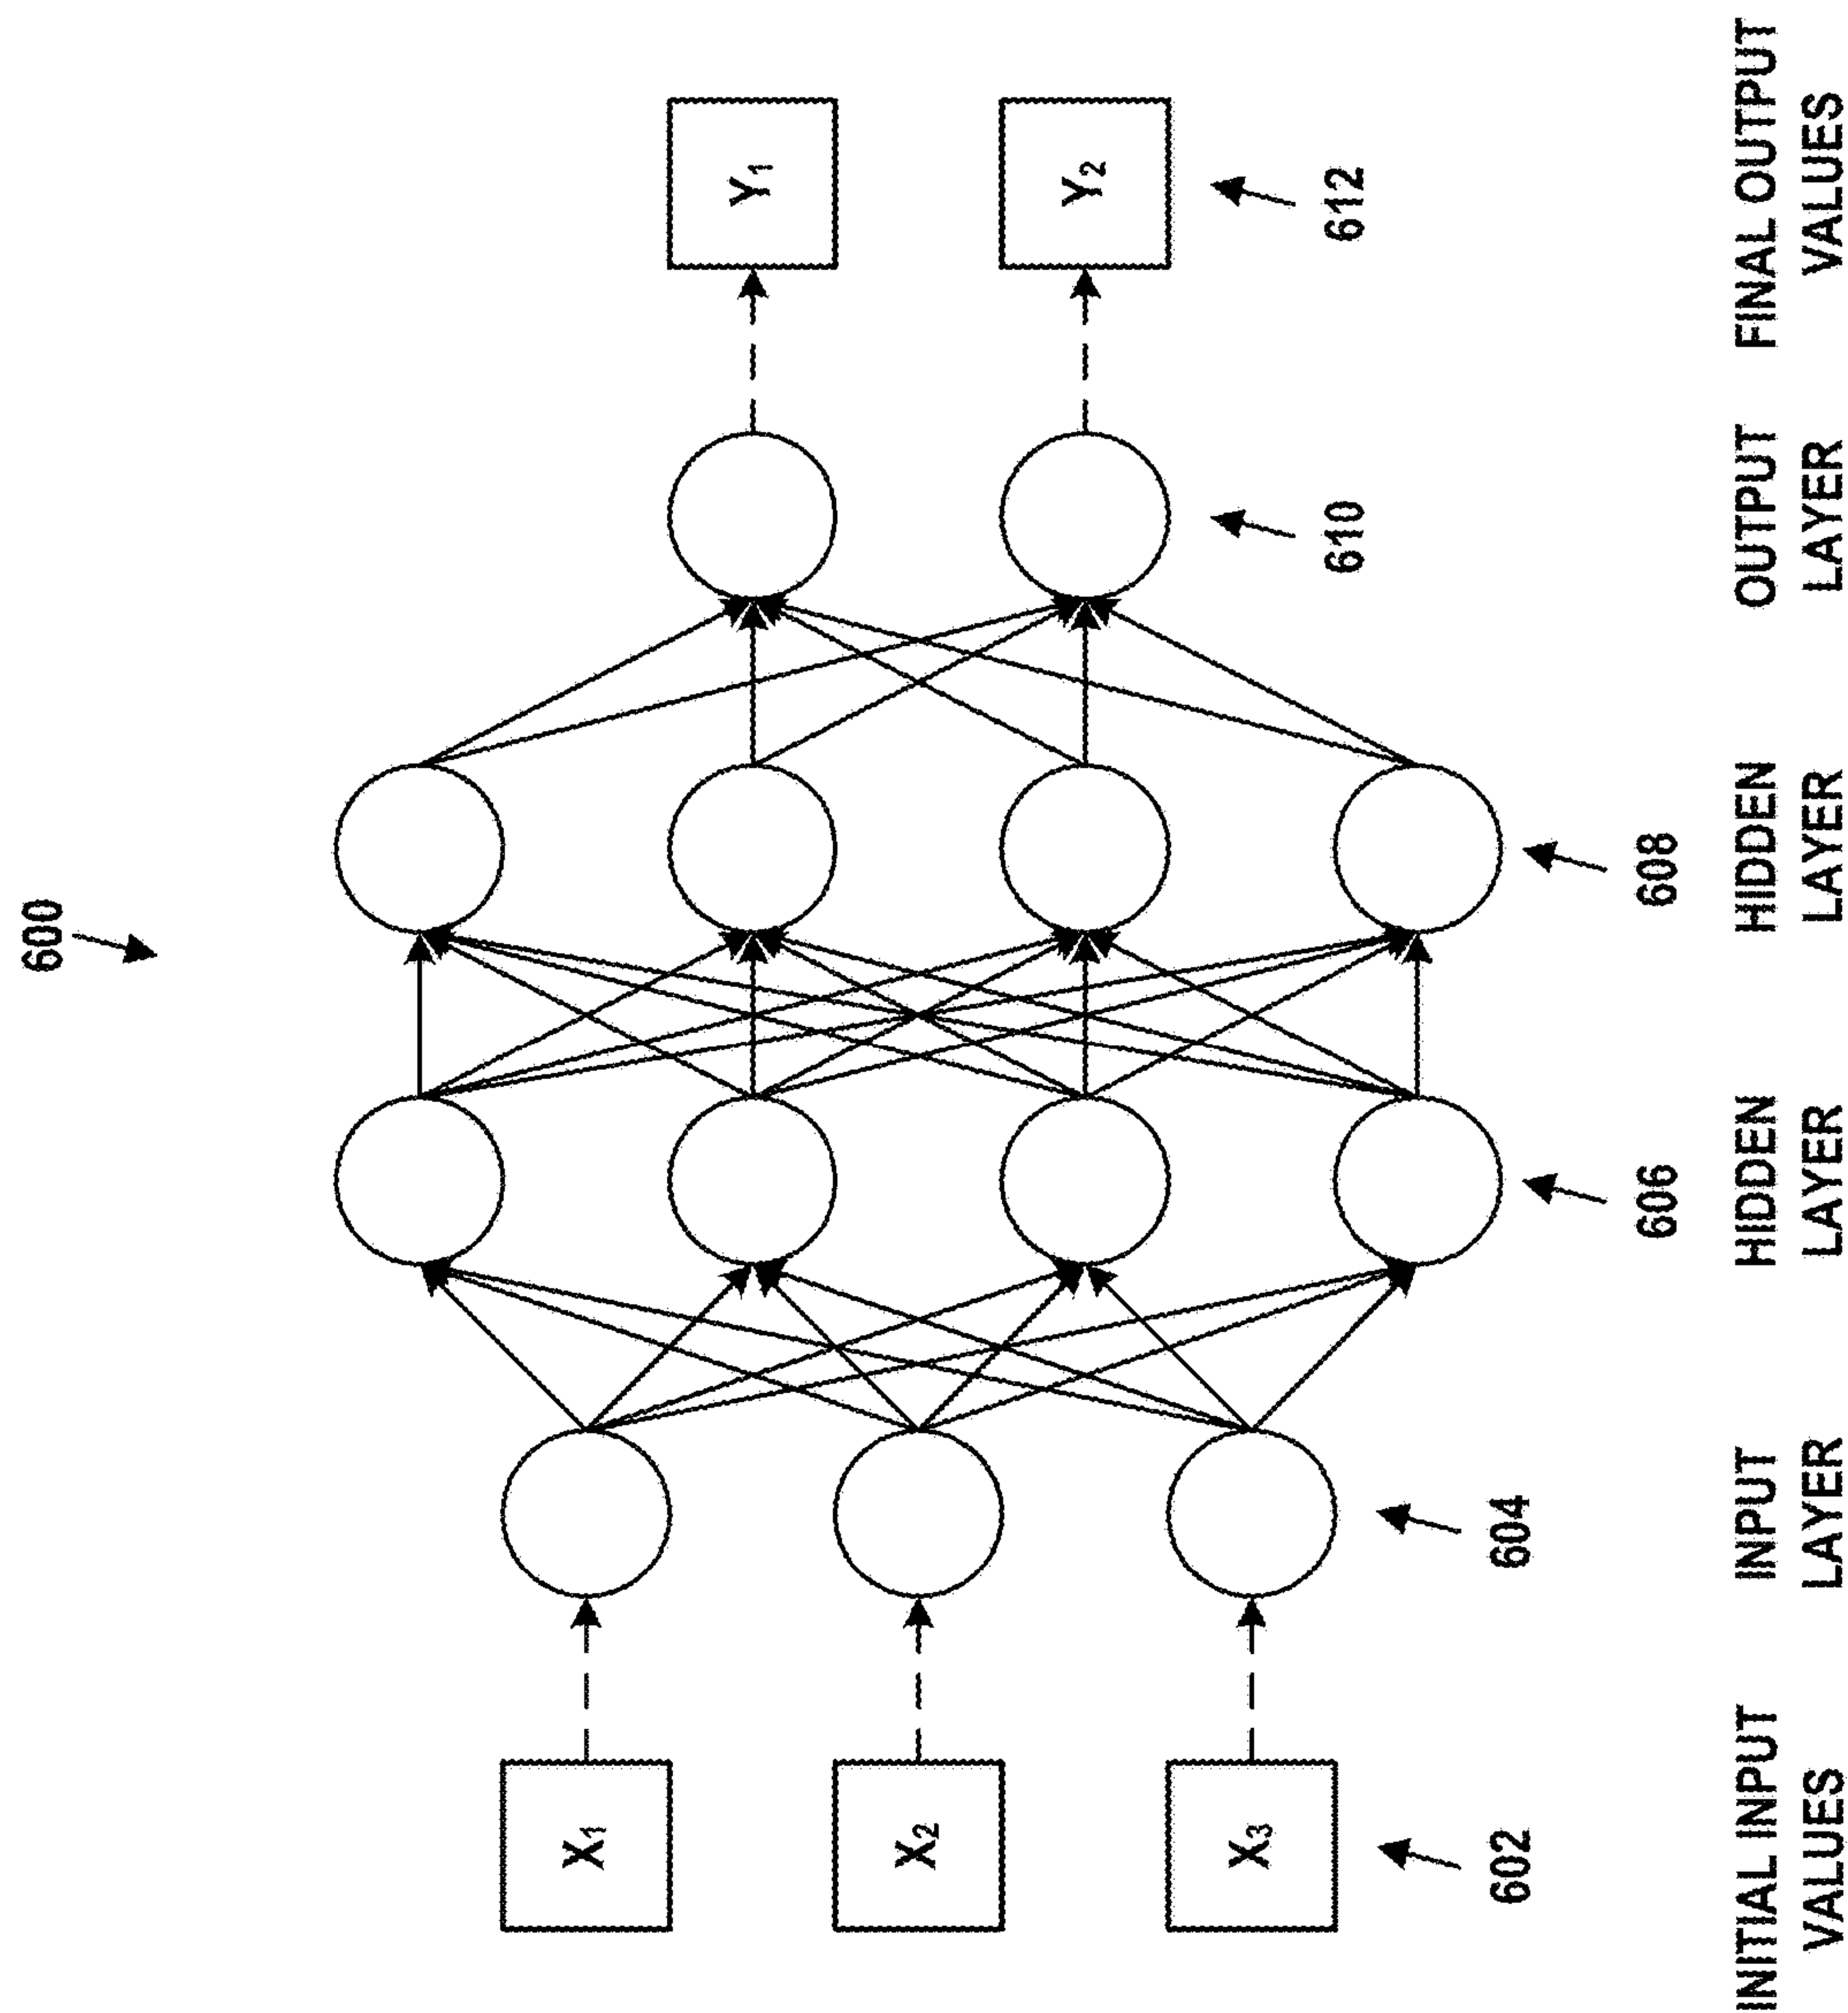 600
X1
X2
X3
Y1
Y2
602
604
606
608
610
612
INITIAL INPUT
VALUES
INPUT
LAYER
HIDDEN
LAYER
HIDDEN
LAYER
OUTPUT
LAYER
FINAL OUTPUT
VALUES